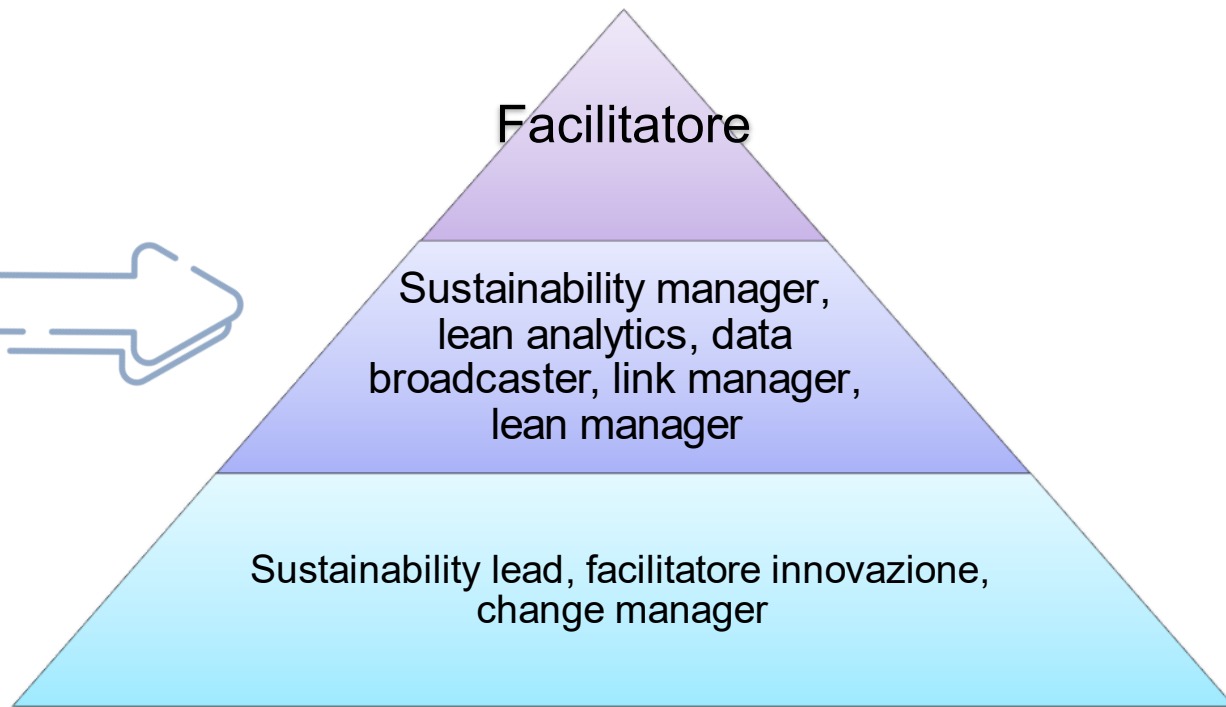 Facilitatore
Sustainability manager,
lean analytics, data
broadcaster, link manager,
lean manager
Sustainability lead, facilitatore innovazione,
change manager